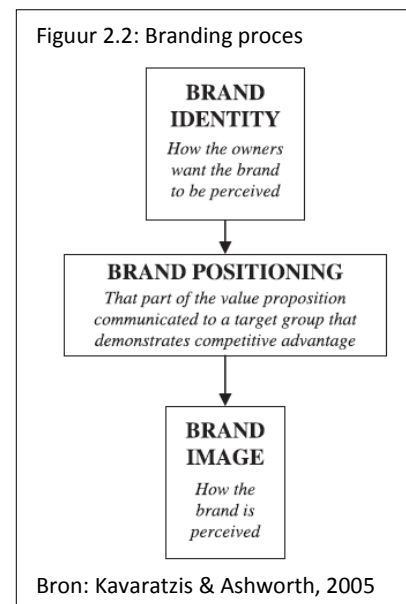 Figuur 2.2: Branding proces
BRAND
IDENTITY
How the owners
want the brand
to be perceived
BRAND POSITIONING
That part of the value proposition
communicated to a target group that
demonstrates competitive advantage
BRAND
IMAGE
How the
brand is
perceived
Bron: Kavaratzis & Ashworth, 2005